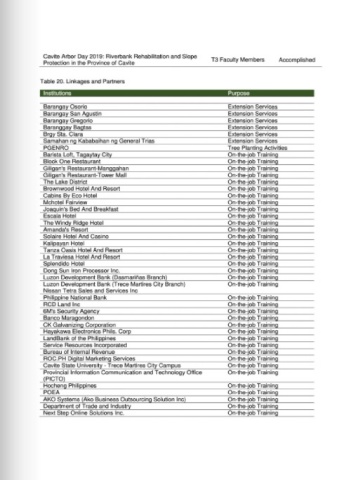 Cavite Arbor Day 2019: Riverbank Rehabilitation and Slope Protection in the Province of Cavite T3 Faculty Members Accomplished
Table 20. Linkages and Partners
Institutions Purpose
Barangay Osorio Extension Services
Barangay San Agustin Extension Services
Barangay Gregorio Extension Services
Baranggay Bagtas Extension Services
Brgy Sta. Clara Extension Services
Samahan ng Kababaihan ng General Trias Extension Services
PGENRO Tree Planting Activities
Barista Loft, Tagaytay City On-the-job Training
Block One Restaurant On-the-job Training
Giligan's Restaurant-Manggahan On-the-job Training
Giligan's Restaurant-Tower Mall On-the-job Training
The Lake District On-the-job Training
Brownwood Hotel And Resort On-the-job Training
Cabins By Eco Hotel On-the-job Training
Mchotel Fairview On-the-job Training
Joaquin's Bed And Breakfast On-the-job Training
Escala Hotel On-the-job Training
The Windy Ridge Hotel On-the-job Training
Amanda's Resort On-the-job Training
Solaire Hotel And Casino On-the-job Training
Kalipayan Hotel On-the-job Training
Tanza Oasis Hotel And Resort On-the-job Training
La Traviesa Hotel And Resort On-the-job Training
Splendido Hotel On-the-job Training
Dong Sun Iron Processor Inc. On-the-job Training
Luzon Development Bank (Dasmariñas Branch) On-the-job Training
Luzon Development Bank (Trece Martires City Branch) On-the-job Training
Nissan Tetra Sales and Services Inc
Philippine National Bank On-the-job Training
RCD Land Inc On-the-job Training
6M's Security Agency On-the-job Training
Banco Maragondon On-the-job Training
CK Galvanizing Corporation On-the-job Training
Hayakawa Electronics Phils. Corp On-the-job Training
LandBank of the Philippines On-the-job Training
Service Resources Incorporated On-the-job Training
Bureau of Internal Revenue On-the-job Training
ROC.PH Digital Marketing Services On-the-job Training
Cavite State University - Trece Martires City Campus On-the-job Training
Provincial Information Communication and Technology Office On-the-job Training
(PICTO)
Hocheng Philippines On-the-job Training
POEA On-the-job Training
AKO Systems (Ako Business Outsourcing Solution Inc) On-the-job Training
Department of Trade and Industry On-the-job Training
Next Step Online Solutions Inc. On-the-job Training